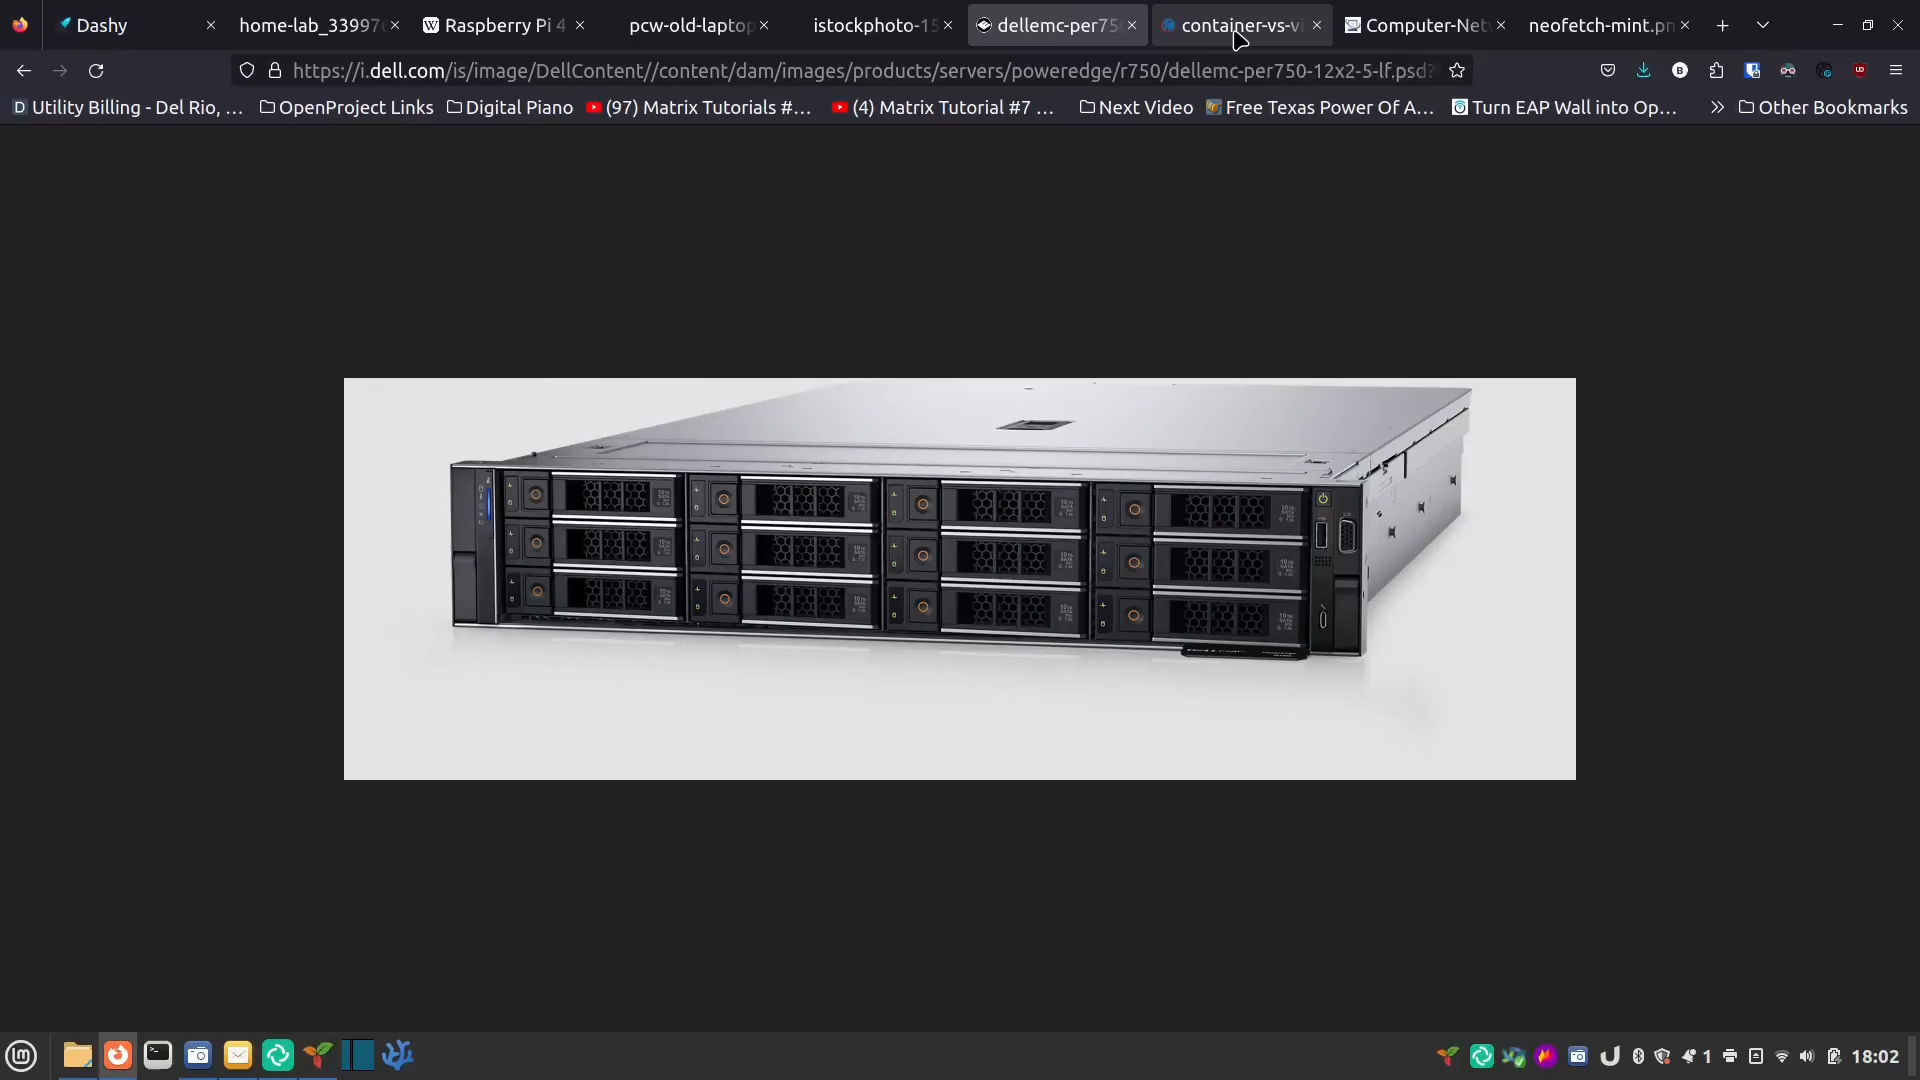 Dashy
home-lab_33997
Raspberry Pi 4
pcw-old-laptop
istockphoto-15
dellemc-per75
container-vs-vi
Computer-Netv
neofetch-mint.pn
https://i.dell.com/is/image/DellContent//content/dam/images/products/servers/poweredge/r750/dellemc-per750-12x2-5-lf.psd?
Utility Billing - Del Rio, ...
OpenProject Links
Digital Piano
(97) Matrix Tutorials #...
(4) Matrix Tutorial #7 ...
Next Video
Free Texas Power Of A...
Turn EAP Wall into Op...
Other Bookmarks
1
18:02